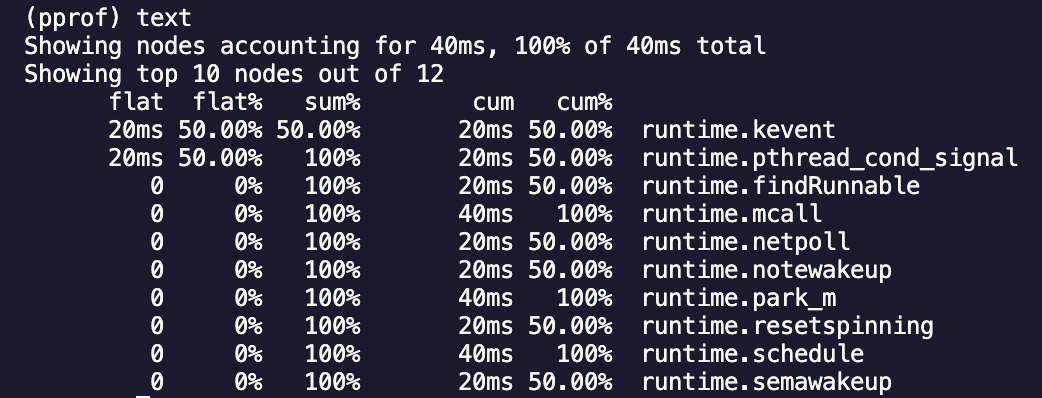 (pprof) text
Showing nodes accounting for 40ms, 100% of 40ms total
Showing top 10 nodes out of 12
      flat  flat%   sum%        cum   cum%
      20ms 50.00% 50.00%       20ms 50.00%  runtime.kevent
      20ms 50.00%   100%       20ms 50.00%  runtime.pthread_cond_signal
         0     0%   100%       20ms 50.00%  runtime.findRunnable
         0     0%   100%       40ms   100%  runtime.mcall
         0     0%   100%       20ms 50.00%  runtime.netpoll
         0     0%   100%       20ms 50.00%  runtime.notewakeup
         0     0%   100%       40ms   100%  runtime.park_m
         0     0%   100%       20ms 50.00%  runtime.resetspinning
         0     0%   100%       40ms   100%  runtime.schedule
         0     0%   100%       20ms 50.00%  runtime.semawakeup